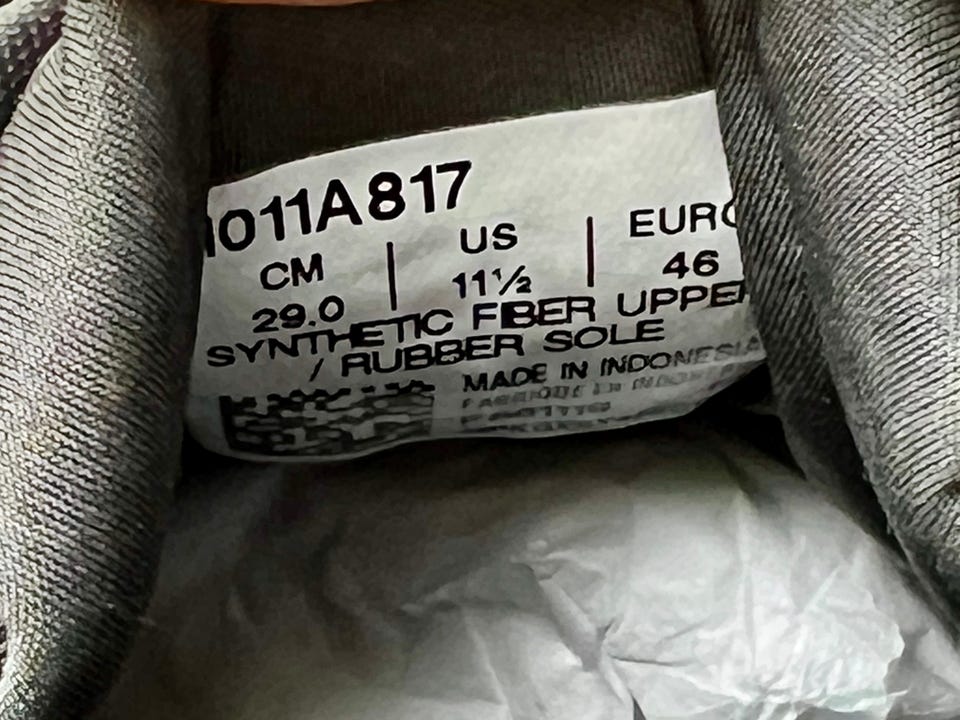 1011A817
CM | US | EURO
29.0 | 11½ | 46
SYNTHETIC FIBER UPPER
/ RUBBER SOLE
MADE IN INDONESIA